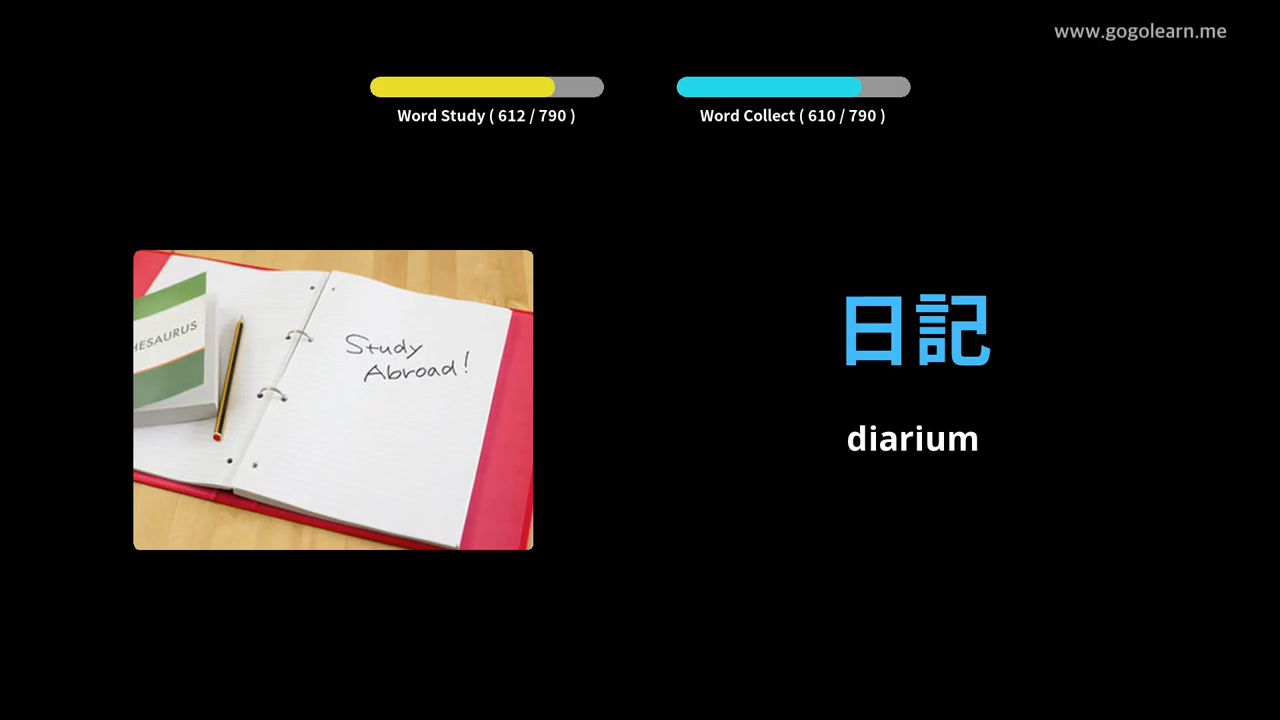 www.gogolearn.me
Word Study ( 612 / 790 )
Word Collect ( 610 / 790 )
HESAURUS
Study
Abroad!
日記
diarium